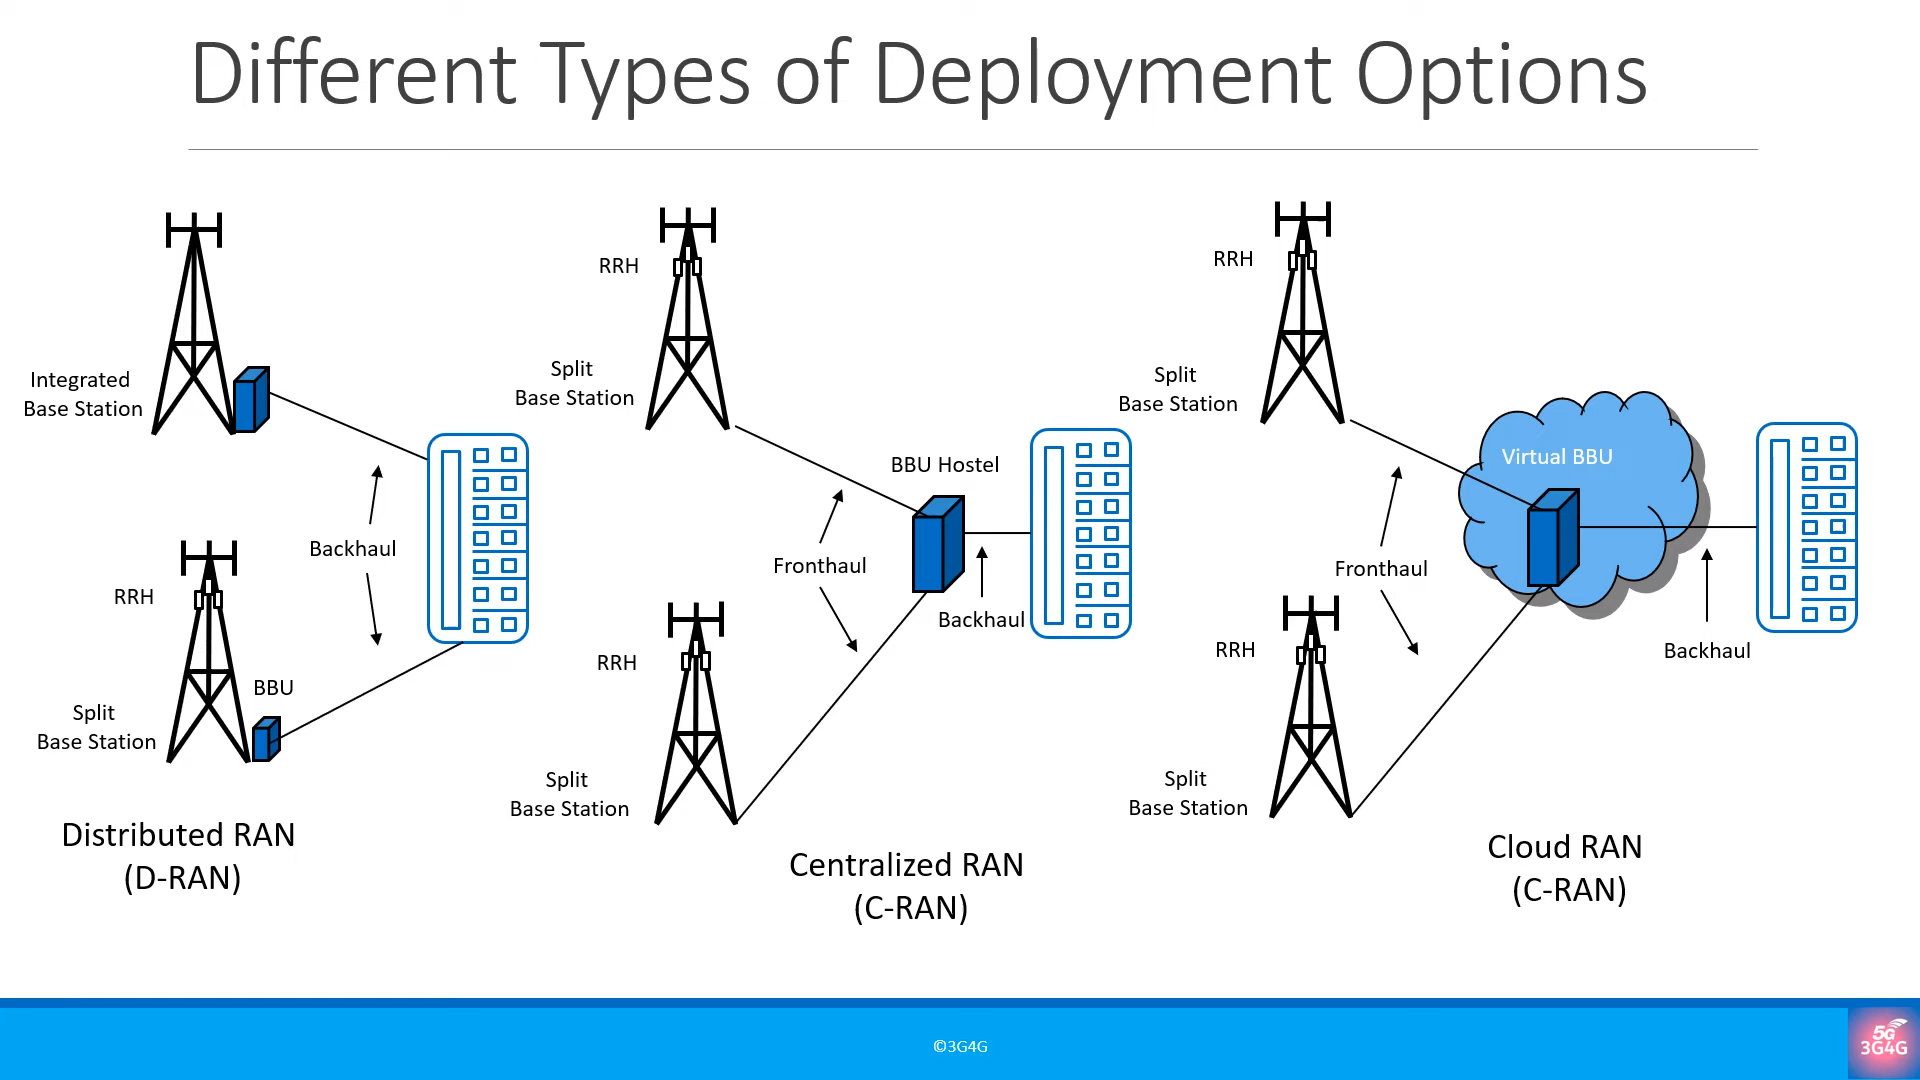 Different Types of Deployment Options
Integrated
Base Station
Backhaul
RRH
BBU
Split
Base Station
Distributed RAN
(D-RAN)
RRH
Split
Base Station
BBU Hostel
Fronthaul
Backhaul
RRH
Split
Base Station
Centralized RAN
(C-RAN)
RRH
Split
Base Station
Virtual BBU
Fronthaul
Backhaul
RRH
Split
Base Station
Cloud RAN
(C-RAN)
©3G4G
5G
3G4G